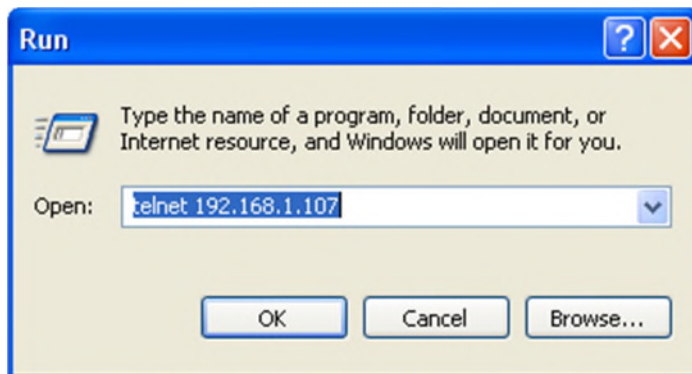 Run
Type the name of a program, folder, document, or
Internet resource, and Windows will open it for you.
Open:
telnet 192.168.1.107
OK
Cancel
Browse...